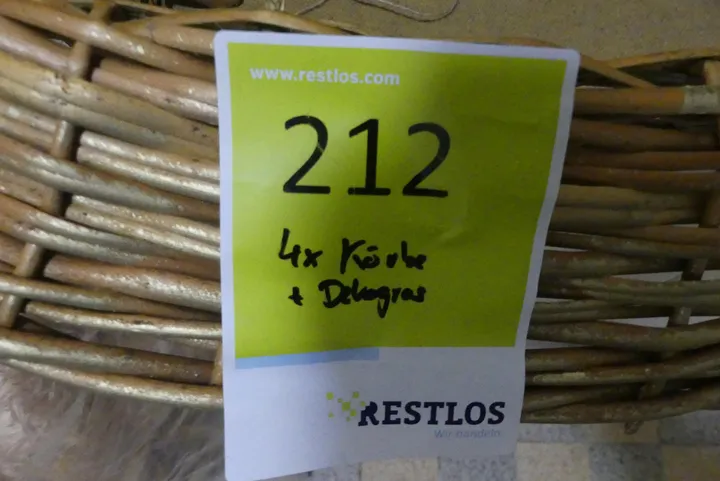 www.restlos.com
212
4x Körbe
+ Dekogras
RESTLOS
Wir handeln.